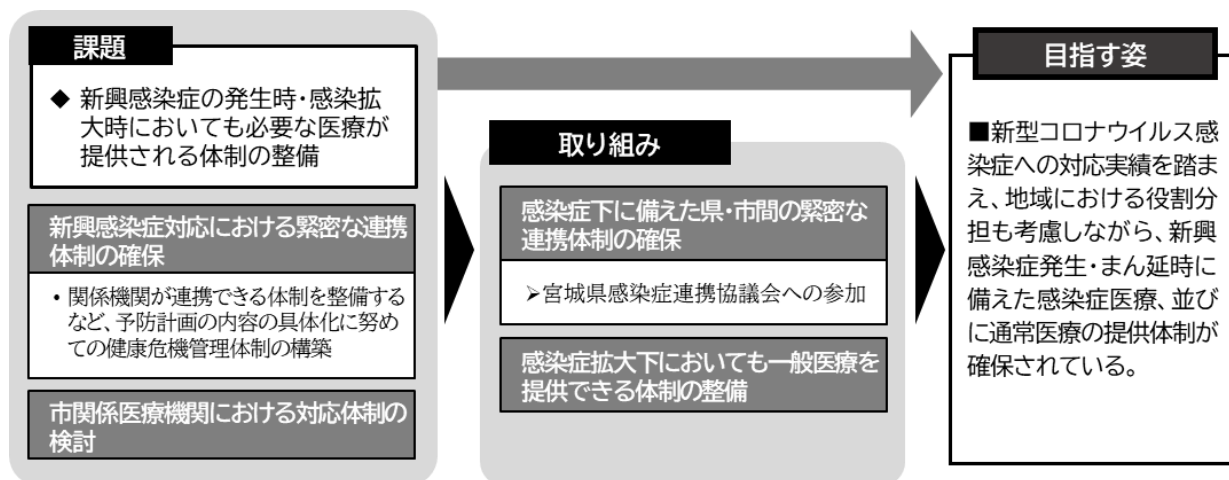 課題
◆ 新興感染症の発生時・感染拡
大時においても必要な医療が
提供される体制の整備
新興感染症対応における緊密な連携
体制の確保
・関係機関が連携できる体制を整備する
など、予防計画の内容の具体化に努め
ての健康危機管理体制の構築
市関係医療機関における対応体制の
検討
取り組み
感染症下に備えた県・市間の緊密な
連携体制の確保
➢宮城県感染症連携協議会への参加
感染症拡大下においても一般医療を
提供できる体制の整備
目指す姿
■新型コロナウイルス感
染症への対応実績を踏ま
え、地域における役割分
担も考慮しながら、新興
感染症発生・まん延時に
備えた感染症医療、並び
に通常医療の提供体制が
確保されている。